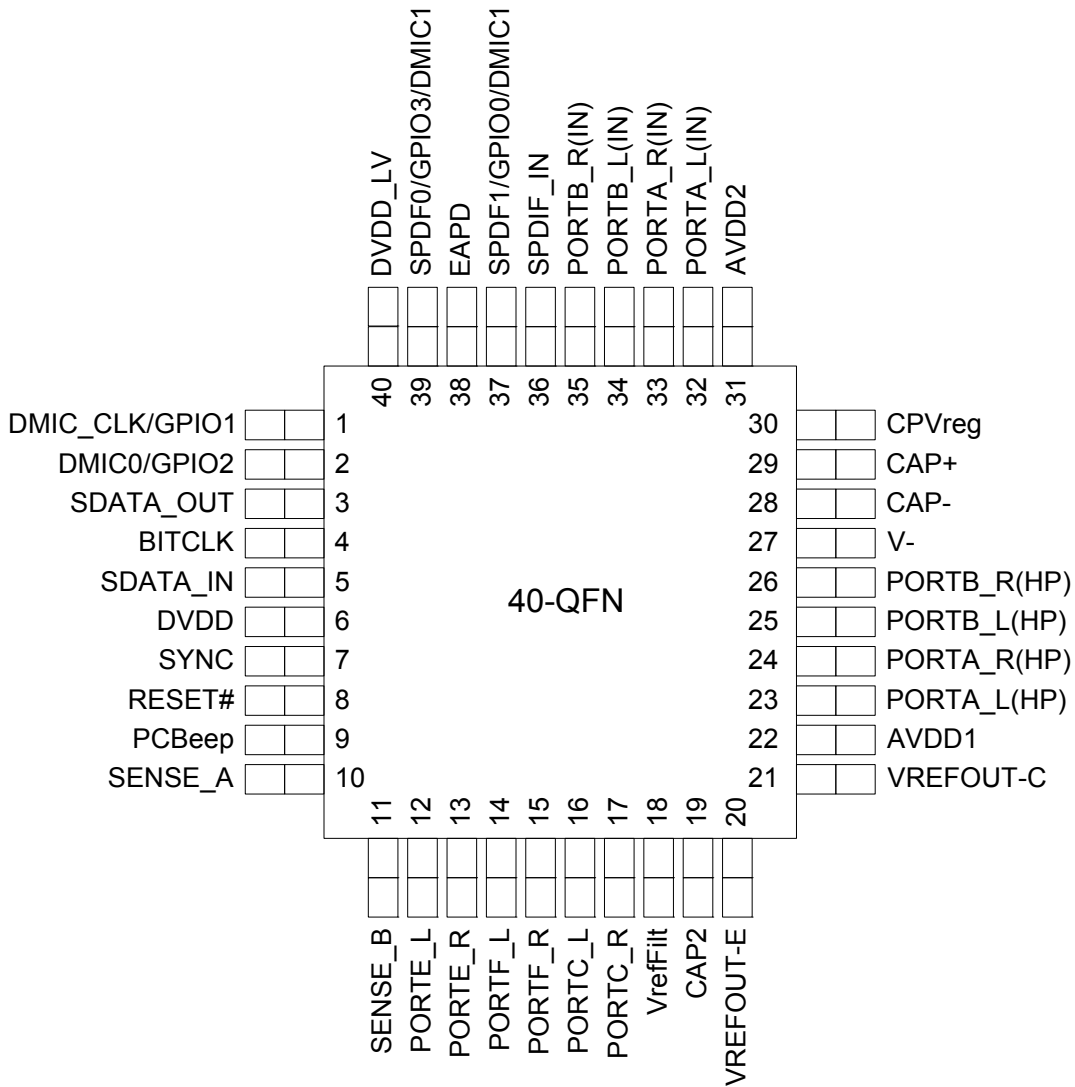 DVDD_LV
SPDF0/GPIO3/DMIC1
EAPD
SPDF1/GPIO0/DMIC1
SPDIF_IN
PORTB_R(IN)
PORTB_L(IN)
PORTA_R(IN)
PORTA_L(IN)
AVDD2
40
39
38
37
36
35
34
33
32
31
DMIC_CLK/GPIO1 1
DMIC0/GPIO2 2
SDATA_OUT 3
BITCLK 4
SDATA_IN 5
DVDD 6
SYNC 7
RESET# 8
PCBeep 9
SENSE_A 10
40-QFN
30 CPVreg
29 CAP+
28 CAP-
27 V-
26 PORTB_R(HP)
25 PORTB_L(HP)
24 PORTA_R(HP)
23 PORTA_L(HP)
22 AVDD1
21 VREFOUT-C
11
12
13
14
15
16
17
18
19
20
SENSE_B
PORTE_L
PORTE_R
PORTF_L
PORTF_R
PORTC_L
PORTC_R
VrefFilt
CAP2
VREFOUT-E